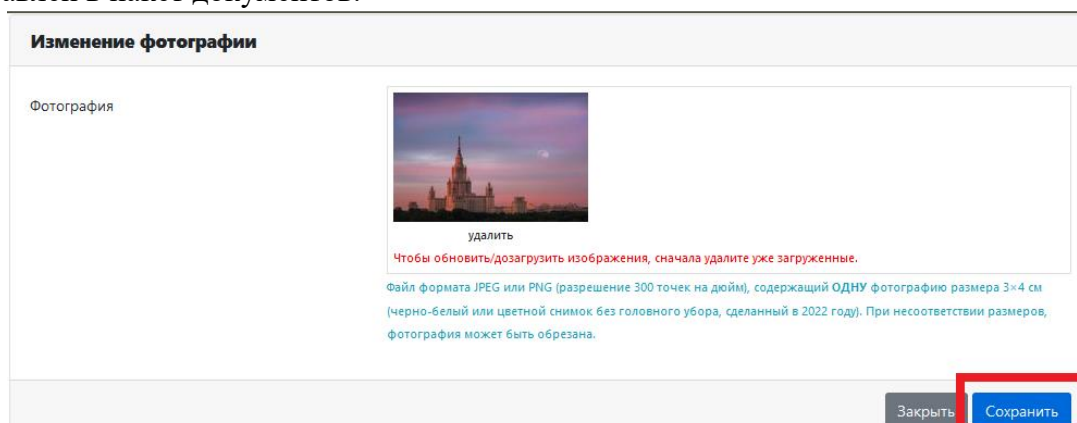 в пакет документов.
Изменение фотографии
Фотография
удалить
Чтобы обновить/дозагрузить изображения, сначала удалите уже загруженные.
Файл формата JPEG или PNG (разрешение 300 точек на дюйм), содержащий ОДНУ фотографию размера 3×4 см
(черно-белый или цветной снимок без головного убора, сделанный в 2022 году). При несоответствии размеров,
фотография может быть обрезана.
Закрыть Сохранить